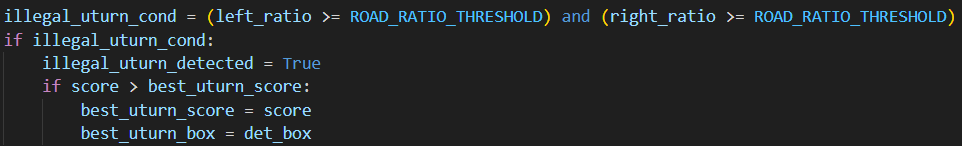 illegal_uturn_cond = (left_ratio >= ROAD_RATIO_THRESHOLD) and (right_ratio >= ROAD_RATIO_THRESHOLD)
if illegal_uturn_cond:
    illegal_uturn_detected = True
    if score > best_uturn_score:
        best_uturn_score = score
        best_uturn_box = det_box